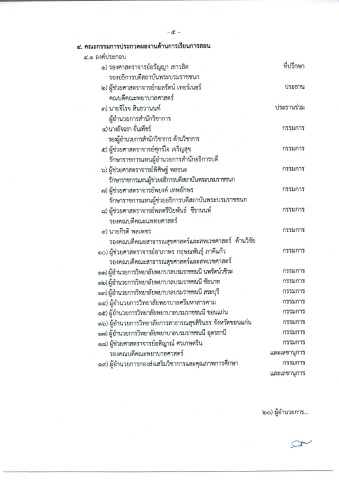 - ๕ -
๔. คณะกรรมการประกวดผลงานด้านการเรียนการสอน
๔.๑ องค์ประกอบ
๑) รองศาสตราจารย์อรัญญา เชาวลิต ที่ปรึกษา
รองอธิการบดีสถาบันพระบรมราชชนก
๒) ผู้ช่วยศาสตราจารย์กมลรัตน์ เทอร์เนอร์ ประธาน
คณบดีคณะพยาบาลศาสตร์
๓) นายจีโรจ สินธวานนท์ ประธานร่วม
ผู้อำนวยการสำนักวิชาการ
๔) กรรมการ
รองผู้อำนวยการสำนักวิชาการ ด้านวิชาการ
๕) ผู้ช่วยศาสตราจารย์ศุกร์ใจ เจริญสุข กรรมการ
รักษาราชการแทนผู้อำนวยการสำนักอธิการบดี
๖) ผู้ช่วยศาสตราจารย์พิศิษฐ์ พลธนะ กรรมการ
รักษาราชการแทนผู้ช่วยอธิการบดีสถาบันพระบรมราชชนก
๗) ผู้ช่วยศาสตราจารย์พยงค์ เทพอักษร กรรมการ
รักษาราชการแทนผู้ช่วยอธิการบดีสถาบันพระบรมราชชนก
๘) ผู้ช่วยศาสตราจารย์พลตรีปิยพันธ์ ชีรานนท์ กรรมการ
รองคณบดีคณะแพทยศาสตร์
๙) นายกิรติ พลเพชร กรรมการ
รองคณบดีคณะสาธารณสุขศาสตร์และสหเวชศาสตร์ ด้านวิจัย
๑๐) ผู้ช่วยศาสตราจารย์อาภาพร กฤษณพันธุ์ กรรมการ
รองคณบดีคณะสาธารณสุขศาสตร์และสหเวชศาสตร์
๑๑) ผู้อำนวยการวิทยาลัยพยาบาลบรมราชชนนี นพรัตน์วชิระ กรรมการ
๑๒) ผู้อำนวยการวิทยาลัยพยาบาลบรมราชชนนี ชัยนาท กรรมการ
๑๓) ผู้อำนวยการวิทยาลัยพยาบาลบรมราชชนนี สระบุรี กรรมการ
๑๔) ผู้อำนวยการวิทยาลัยพยาบาลศรีมหาสารคาม กรรมการ
๑๕) ผู้อำนวยการวิทยาลัยพยาบาลบรมราชชนนี ขอนแก่น กรรมการ
๑๖) ผู้อำนวยการวิทยาลัยการสาธารณสุขสิรินธร จังหวัดขอนแก่น กรรมการ
๑๗) ผู้อำนวยการวิทยาลัยพยาบาลบรมราชชนนี อุดรธานี กรรมการ
๑๘) ผู้ช่วยศาสตราจารย์อติญาณ์ ศรเกษตริน กรรมการ
รองคณบดีคณะพยาบาลศาสตร์ และเลขานุการ
๑๙) ผู้อำนวยการกองส่งเสริมวิชาการและคุณภาพการศึกษา กรรมการ
และเลขานุการ
๒๐) ผู้อำนวยการ...